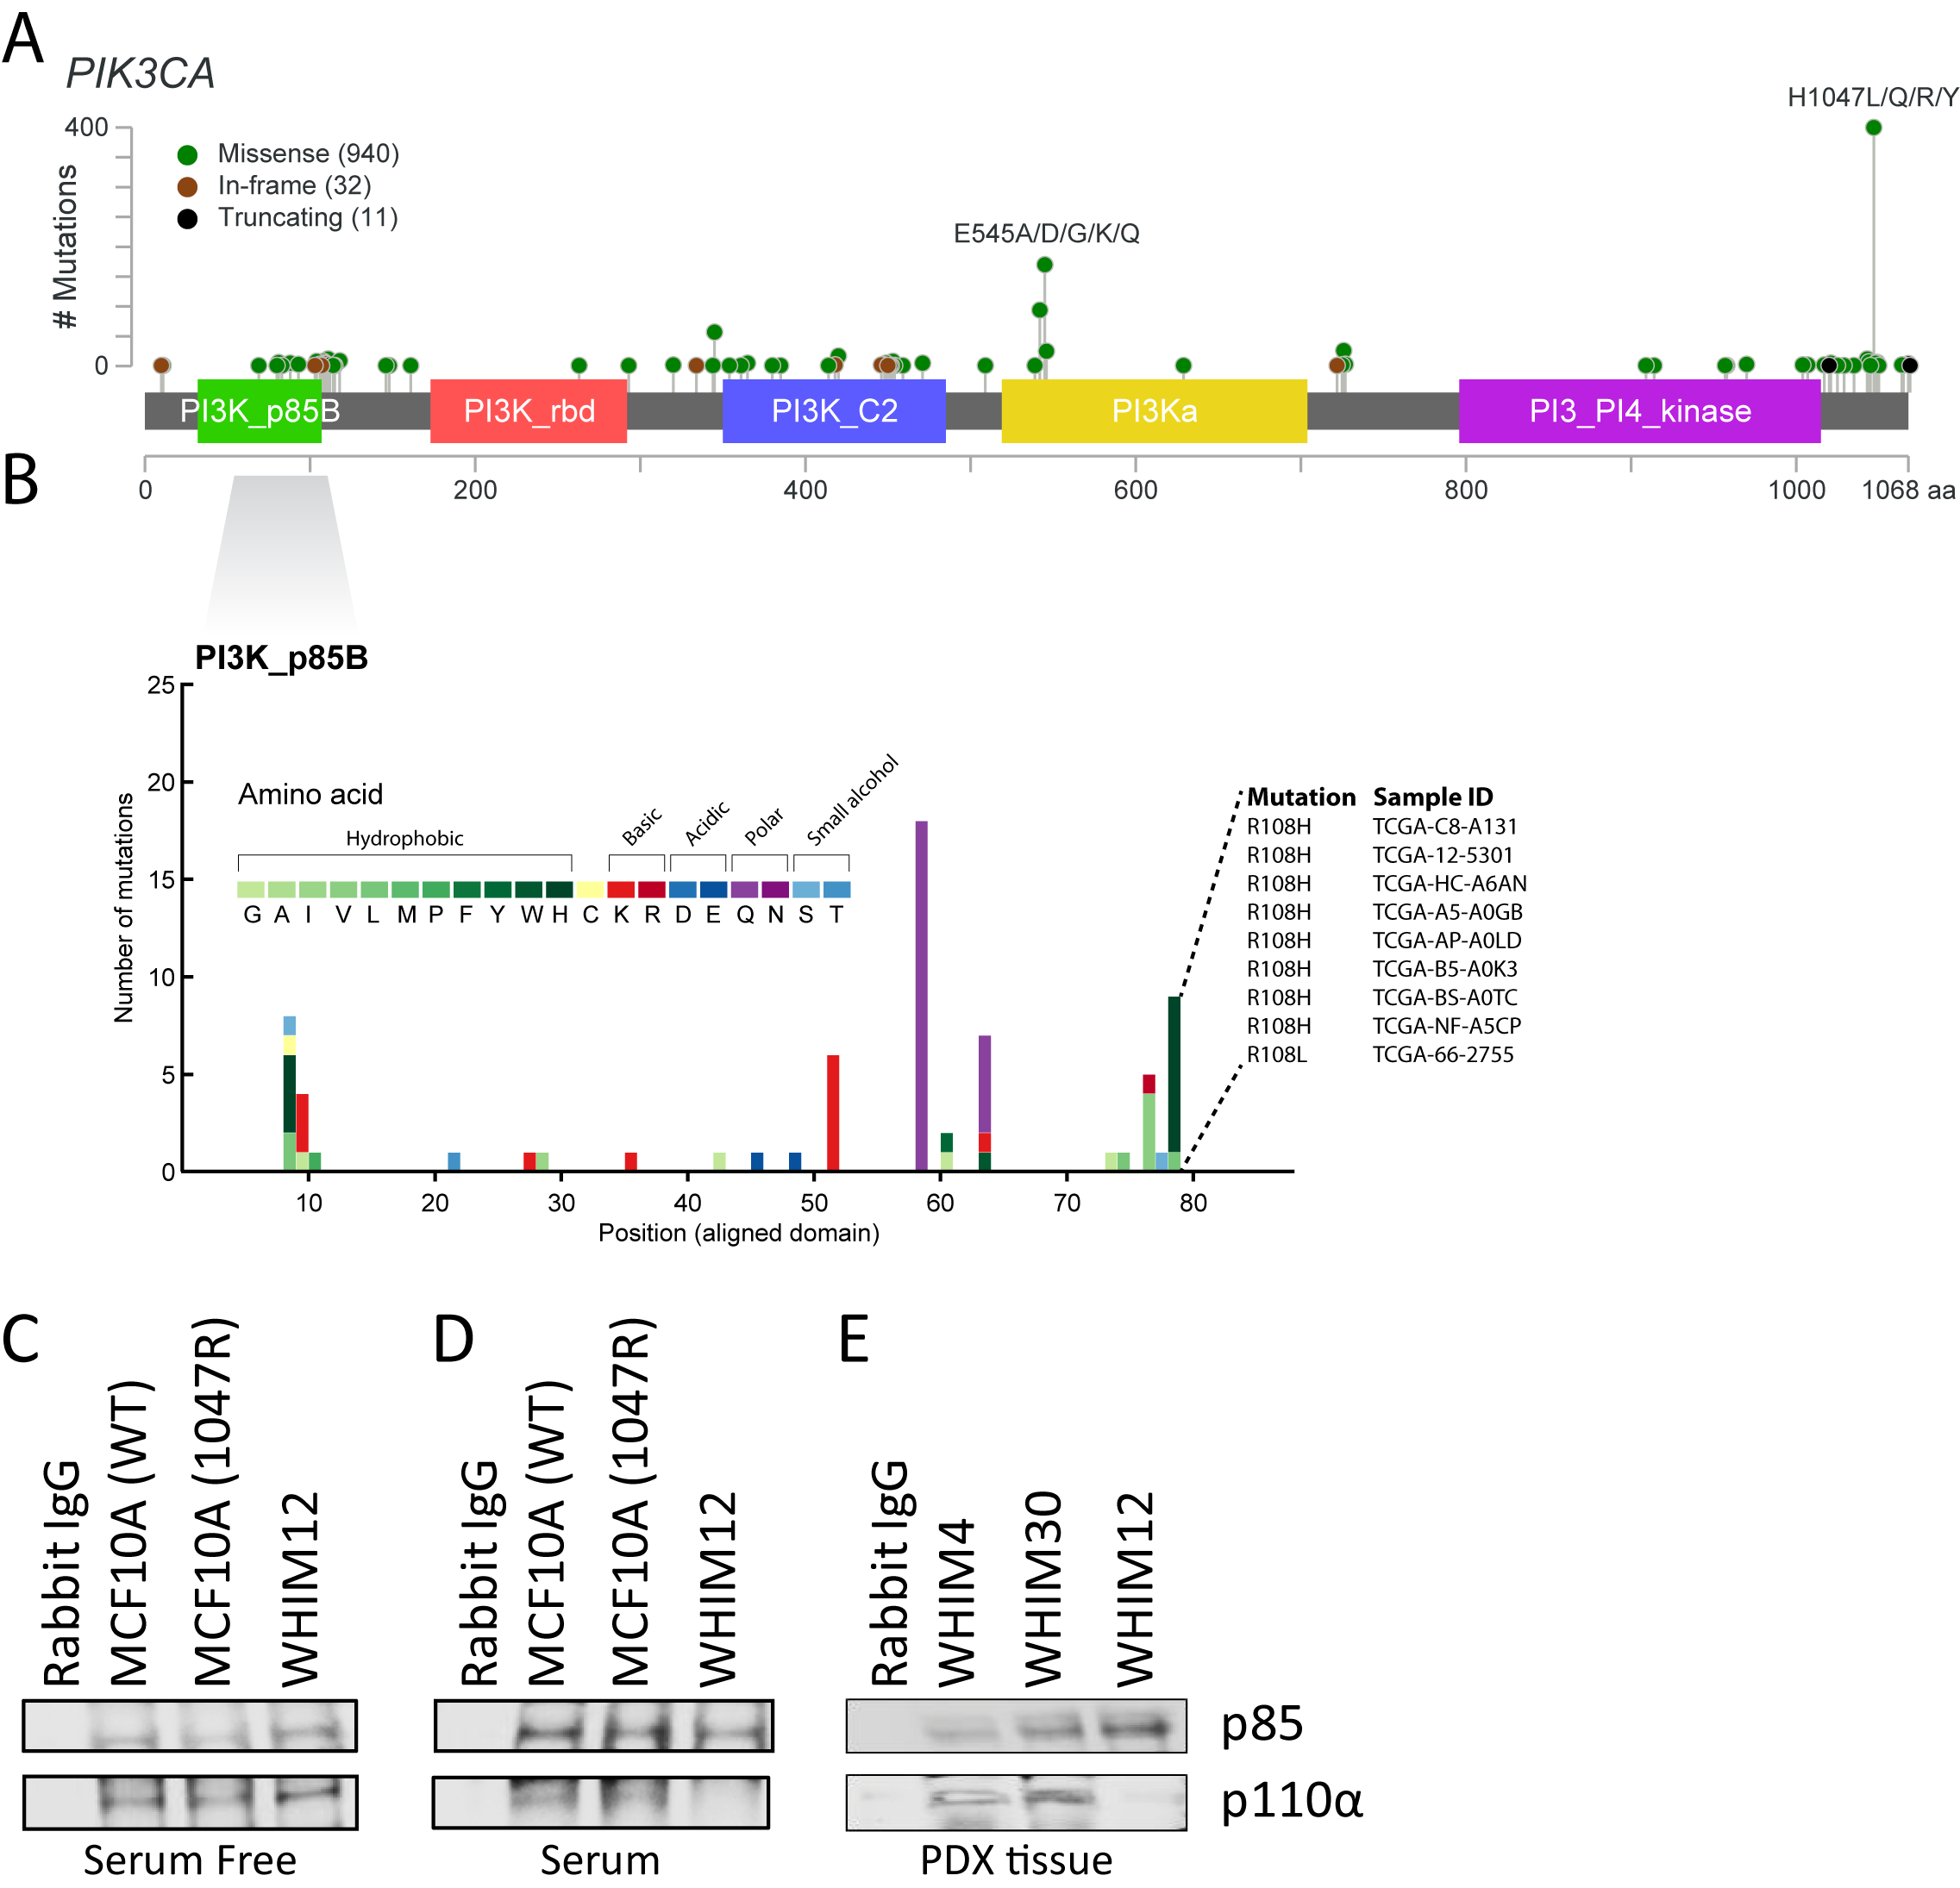 A
PIK3CA
H1047L/Q/R/Y
400
Missense (940)
In-frame (32)
Truncating (11)
# Mutations
E545A/D/G/K/Q
0
PI3K_p85B PI3K_rbd PI3K_C2 PI3Ka PI3_PI4_kinase
0 200 400 600 800 1000 1068 aa
B
PI3K_p85B
25
20
15
10
5
0
Number of mutations
Amino acid
Hydrophobic Basic Acidic Polar Small alcohol
G A I V L M P F Y W H C K R D E Q N S T
10 20 30 40 50 60 70 80
Position (aligned domain)
Mutation Sample ID
R108H TCGA-C8-A131
R108H TCGA-12-5301
R108H TCGA-HC-A6AN
R108H TCGA-A5-A0GB
R108H TCGA-AP-A0LD
R108H TCGA-B5-A0K3
R108H TCGA-BS-A0TC
R108H TCGA-NF-A5CP
R108L TCGA-66-2755
C
Rabbit IgG
MCF10A (WT)
MCF10A (1047R)
WHIM12
Serum Free
D
Rabbit IgG
MCF10A (WT)
MCF10A (1047R)
WHIM12
Serum
E
Rabbit IgG
WHIM4
WHIM30
WHIM12
p85
p110α
PDX tissue